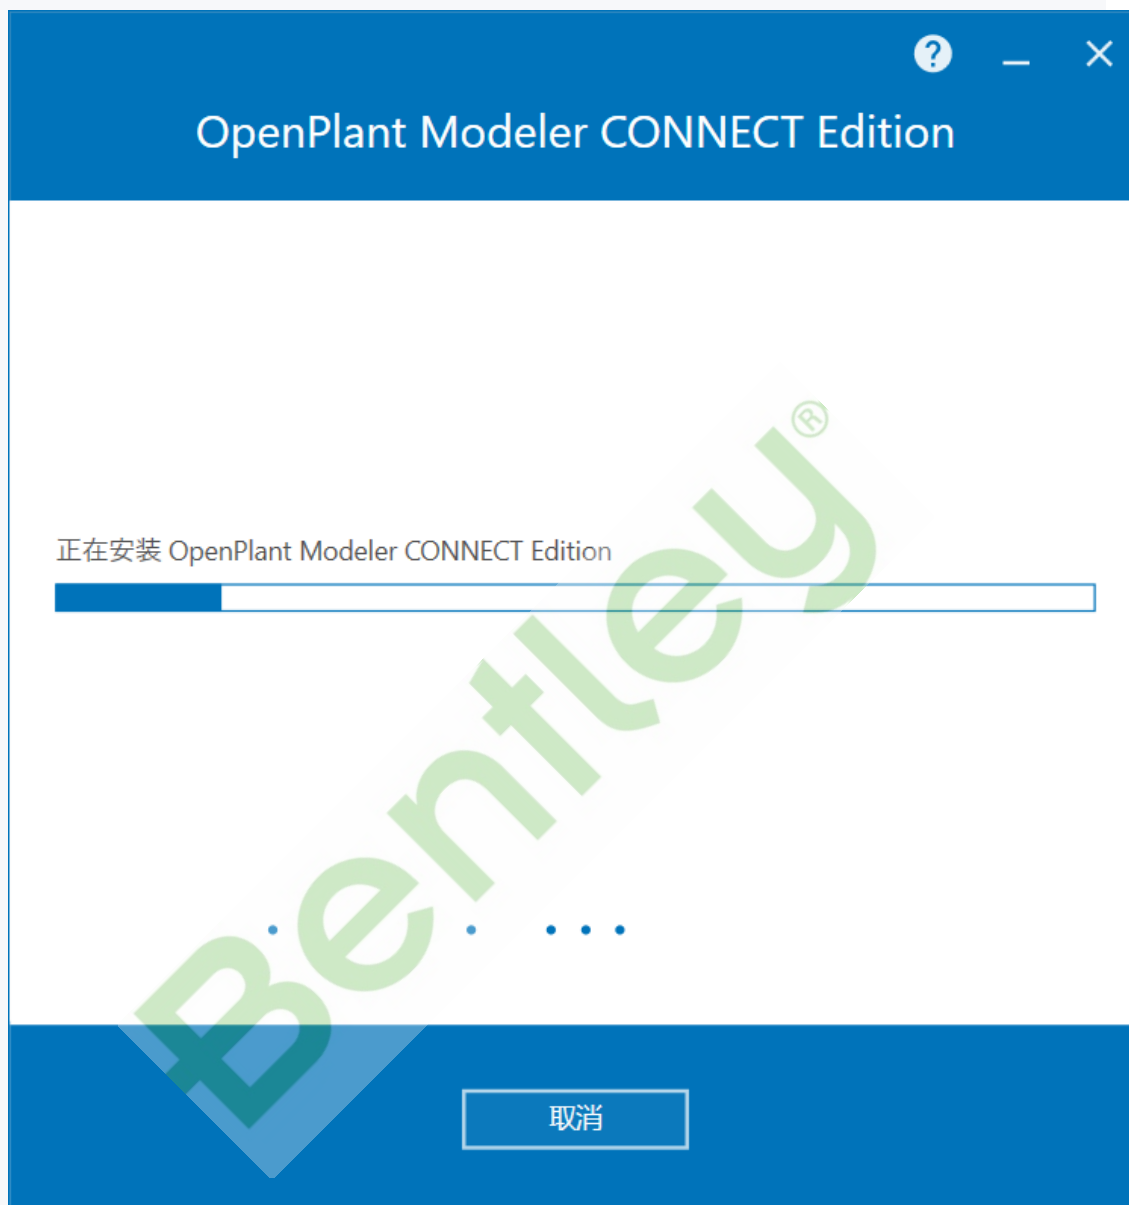 OpenPlant Modeler CONNECT Edition
正在安装 OpenPlant Modeler CONNECT Edition
Bentley®
取消